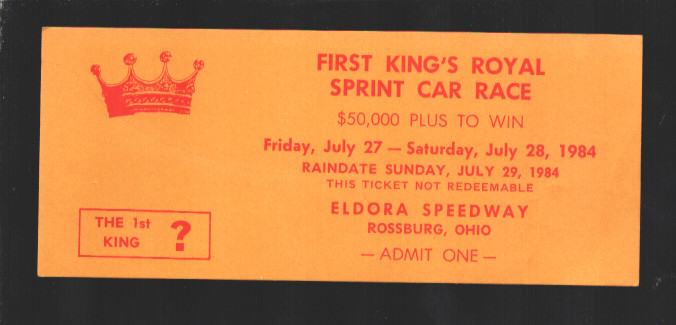 FIRST KING'S ROYAL
SPRINT CAR RACE
$50,000 PLUS TO WIN
Friday, July 27 — Saturday, July 28, 1984
RAINDATE SUNDAY, JULY 29, 1984
THIS TICKET NOT REDEEMABLE
ELDORA SPEEDWAY
ROSSBURG, OHIO
— ADMIT ONE —
THE 1st
KING ?